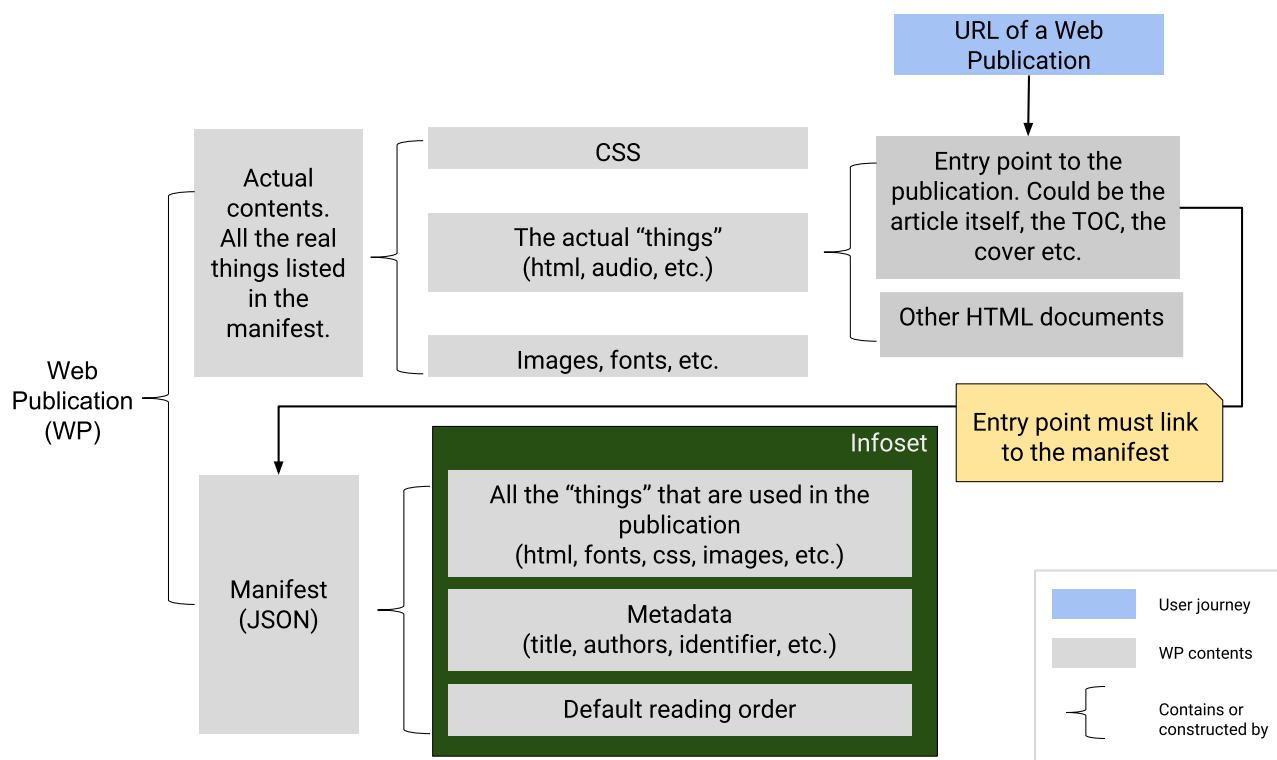 URL of a Web
Publication
Actual
contents.
All the real
things listed
in the
manifest.
CSS
The actual “things”
(html, audio, etc.)
Images, fonts, etc.
Entry point to the
publication. Could be the
article itself, the TOC, the
cover etc.
Other HTML documents
Web
Publication
(WP)
Entry point must link
to the manifest
Manifest
(JSON)
Infoset
All the “things” that are used in the
publication
(html, fonts, css, images, etc.)
Metadata
(title, authors, identifier, etc.)
Default reading order
User journey
WP contents
Contains or
constructed by